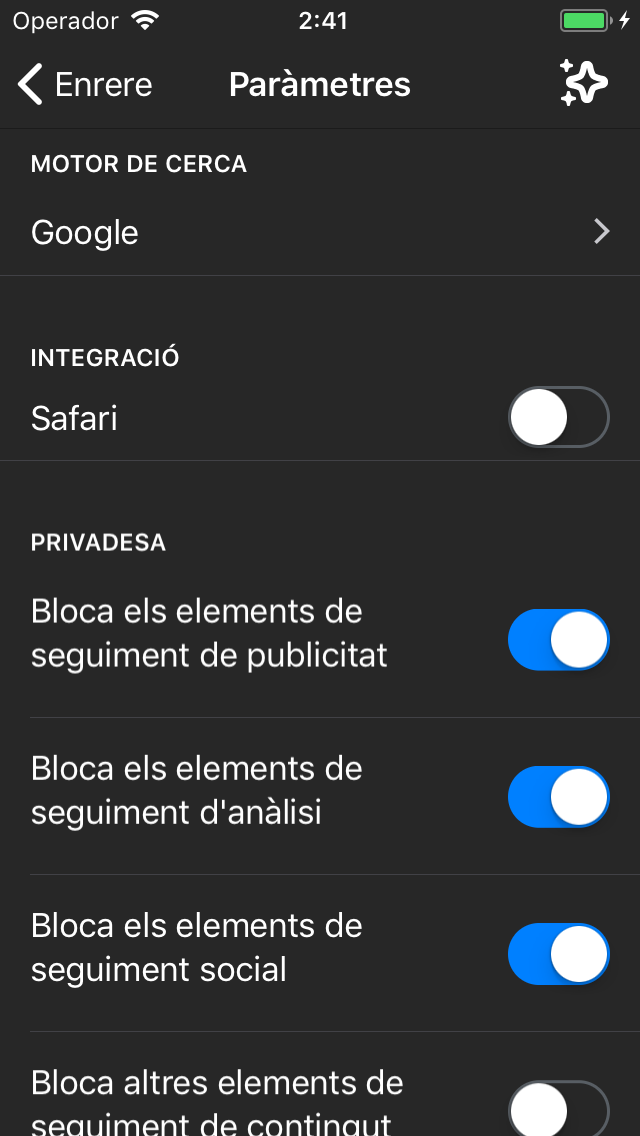 Operador
2:41
Enrere
Paràmetres
MOTOR DE CERCA
Google
INTEGRACIÓ
Safari
PRIVADESA
Bloca els elements de
seguiment de publicitat
Bloca els elements de
seguiment d'anàlisi
Bloca els elements de
seguiment social
Bloca altres elements de
seguiment de contingut